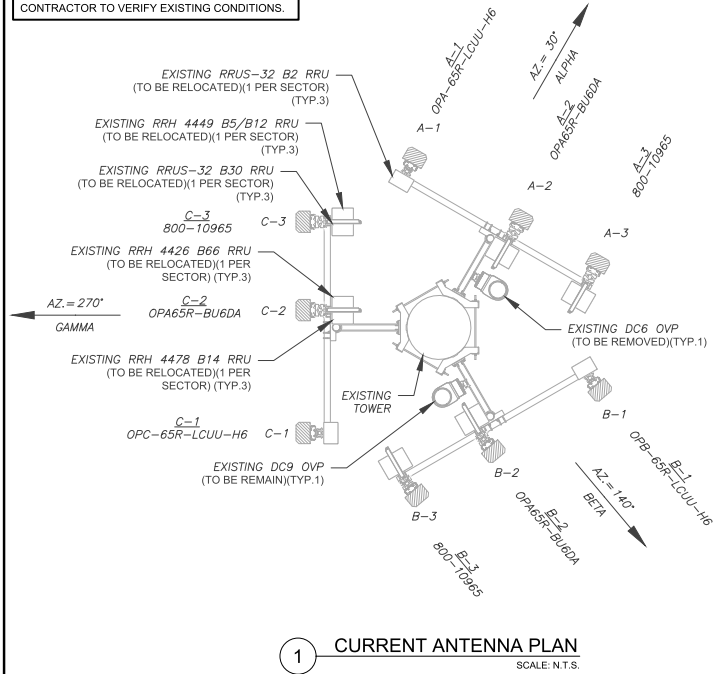 CONTRACTOR TO VERIFY EXISTING CONDITIONS.
EXISTING RRUS-32 B2 RRU
(TO BE RELOCATED)(1 PER SECTOR)
(TYP.3)
EXISTING RRH 4449 B5/B12 RRU
(TO BE RELOCATED)(1 PER SECTOR)
(TYP.3)
EXISTING RRUS-32 B30 RRU
(TO BE RELOCATED)(1 PER SECTOR)
(TYP.3)
C-3
800-10965
C-3
EXISTING RRH 4426 B66 RRU
(TO BE RELOCATED)(1 PER
SECTOR) (TYP.3)
AZ.= 270°
GAMMA
C-2
OPA65R-BU6DA
C-2
EXISTING RRH 4478 B14 RRU
(TO BE RELOCATED)(1 PER
SECTOR) (TYP.3)
C-1
OPC-65R-LCUU-H6
C-1
EXISTING
TOWER
EXISTING DC9 OVP
(TO BE REMAIN)(TYP.1)
A-1
OPA-65R-LCUU-H6
A-1
AZ.= 30°
ALPHA
A-2
OPA65R-BU6DA
A-2
A-3
800-10965
A-3
EXISTING DC6 OVP
(TO BE REMOVED)(TYP.1)
B-1
B-1
OPB-65R-LCUU-H6
AZ.= 140°
BETA
B-2
B-2
OPA65R-BU6DA
B-3
B-3
800-10965
1
CURRENT ANTENNA PLAN
SCALE: N.T.S.